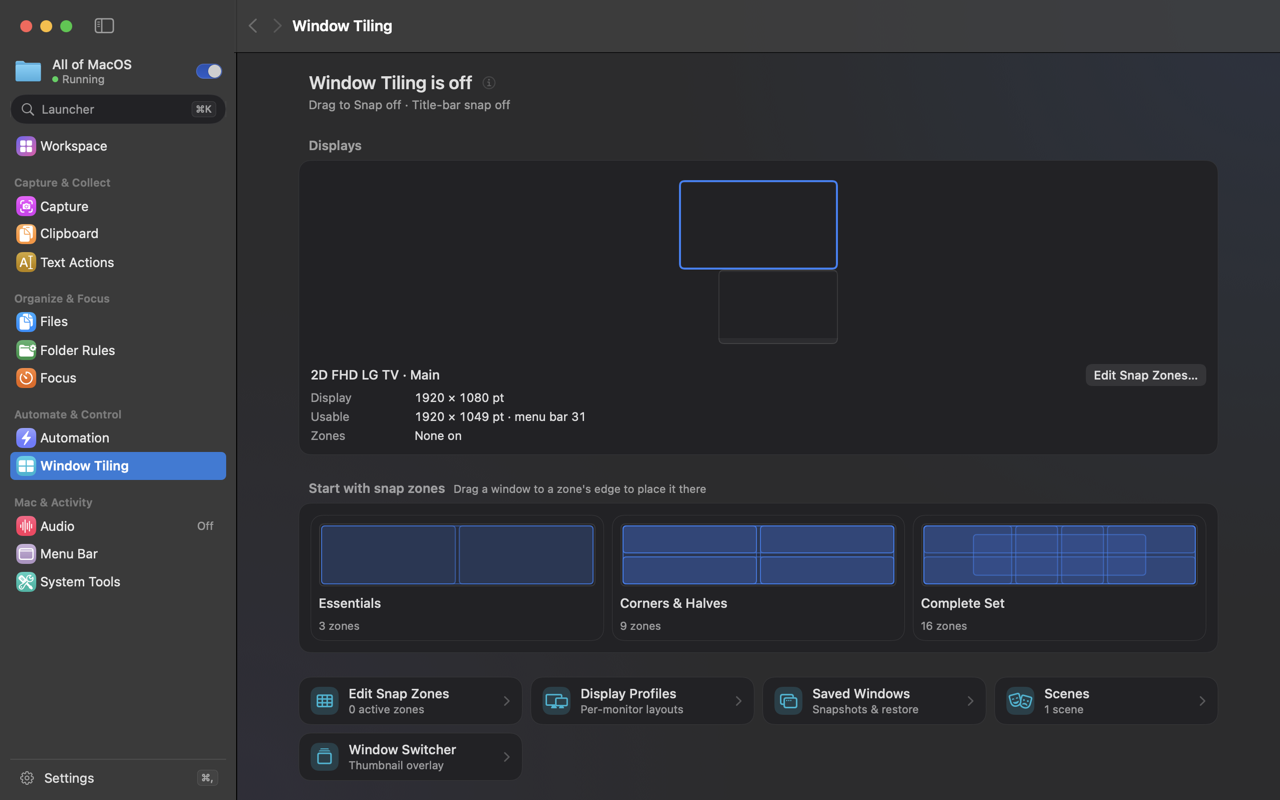 Window Tiling
All of MacOS
Running
Launcher ⌘K
Workspace
Capture & Collect
Capture
Clipboard
Text Actions
Organize & Focus
Files
Folder Rules
Focus
Automate & Control
Automation
Window Tiling
Mac & Activity
Audio Off
Menu Bar
System Tools
Settings ⌘,
Window Tiling is off
Drag to Snap off · Title-bar snap off
Displays
2D FHD LG TV · Main
Edit Snap Zones...
Display 1920 × 1080 pt
Usable 1920 × 1049 pt · menu bar 31
Zones None on
Start with snap zones Drag a window to a zone's edge to place it there
Essentials
3 zones
Corners & Halves
9 zones
Complete Set
16 zones
Edit Snap Zones
0 active zones
Display Profiles
Per-monitor layouts
Saved Windows
Snapshots & restore
Scenes
1 scene
Window Switcher
Thumbnail overlay